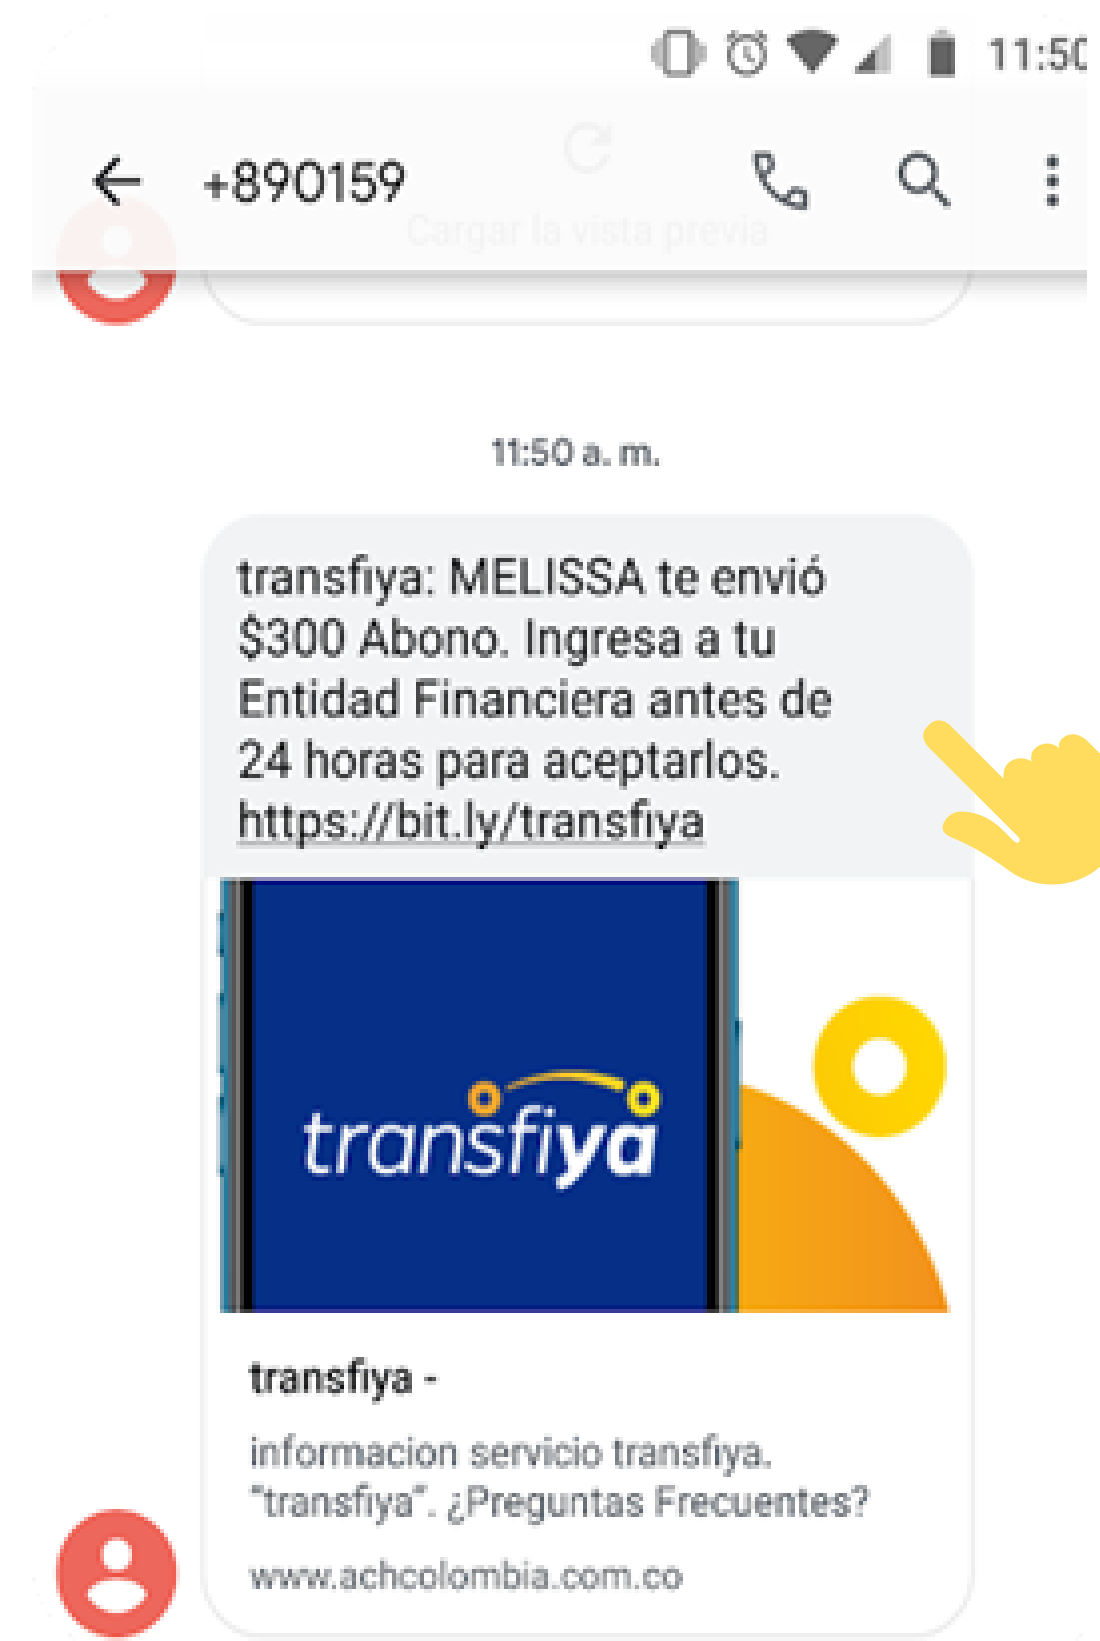 11:50
+890159
Cargar la vista previa
11:50 a. m.
transfiya: MELISSA te envió
$300 Abono. Ingresa a tu
Entidad Financiera antes de
24 horas para aceptarlos.
https://bit.ly/transfiya
transfiya
transfiya -
informacion servicio transfiya.
"transfiya". ¿Preguntas Frecuentes?
www.achcolombia.com.co